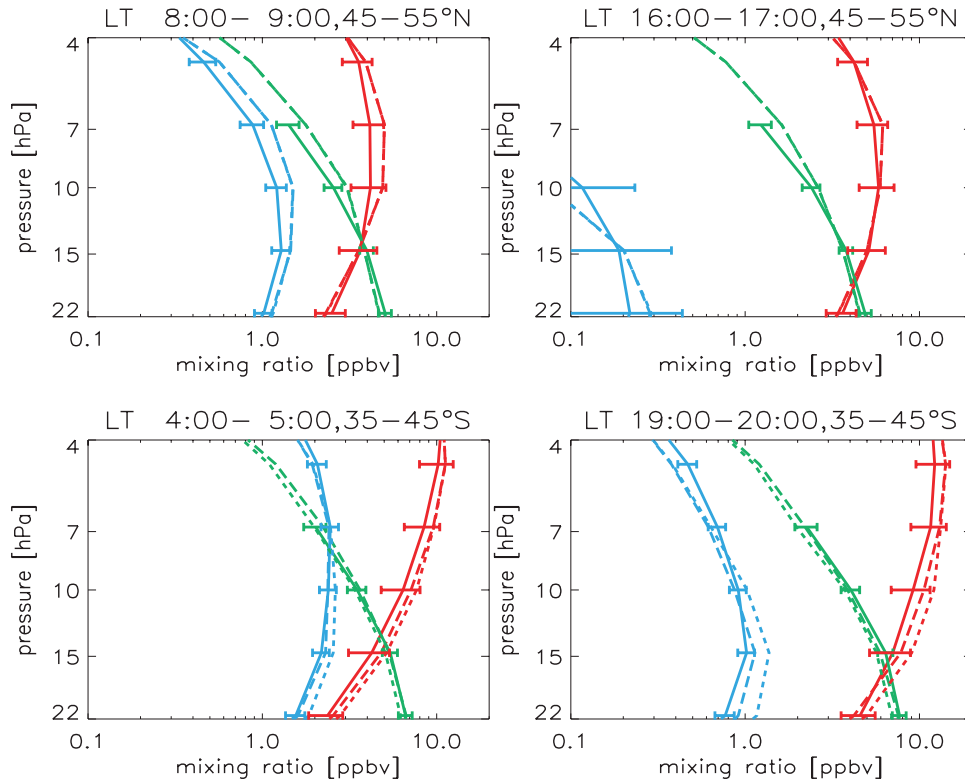 LT 8:00– 9:00,45–55°N
4
7
10
15
22
pressure [hPa]
0.1 1.0 10.0
mixing ratio [ppbv]
LT 16:00–17:00,45–55°N
4
7
10
15
22
pressure [hPa]
0.1 1.0 10.0
mixing ratio [ppbv]
LT 4:00– 5:00,35–45°S
4
7
10
15
22
pressure [hPa]
0.1 1.0 10.0
mixing ratio [ppbv]
LT 19:00–20:00,35–45°S
4
7
10
15
22
pressure [hPa]
0.1 1.0 10.0
mixing ratio [ppbv]